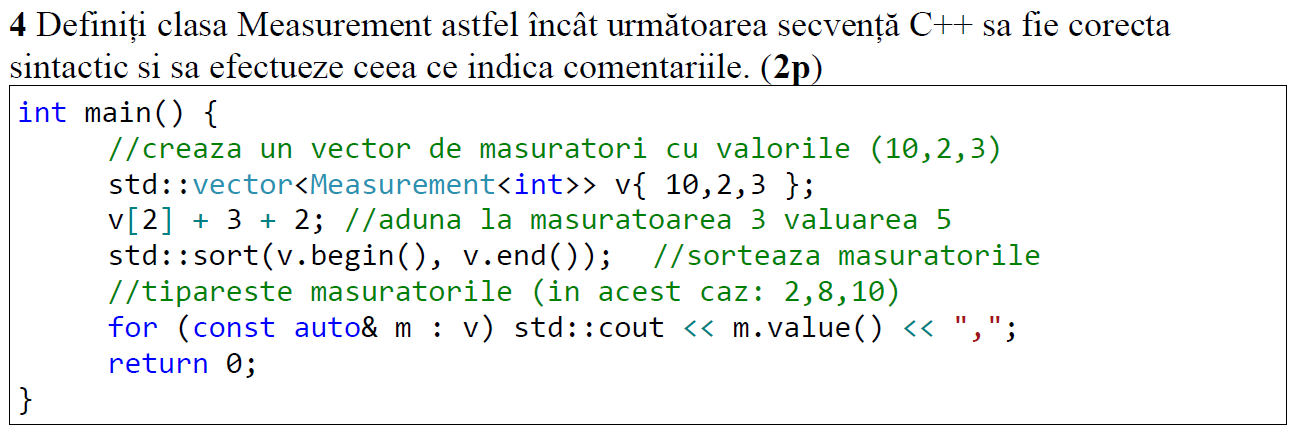 4 Definiți clasa Measurement astfel încât următoarea secvență C++ sa fie corecta
sintactic si sa efectueze ceea ce indica comentariile. (2p)
int main() {
//creaza un vector de masuratori cu valorile (10,2,3)
std::vector<Measurement<int>> v{ 10,2,3 };
v[2] + 3 + 2; //aduna la masuratoarea 3 valuarea 5
std::sort(v.begin(), v.end()); //sorteaza masuratorile
//tipareste masuratorile (in acest caz: 2,8,10)
for (const auto& m : v) std::cout << m.value() << ",";
return 0;
}